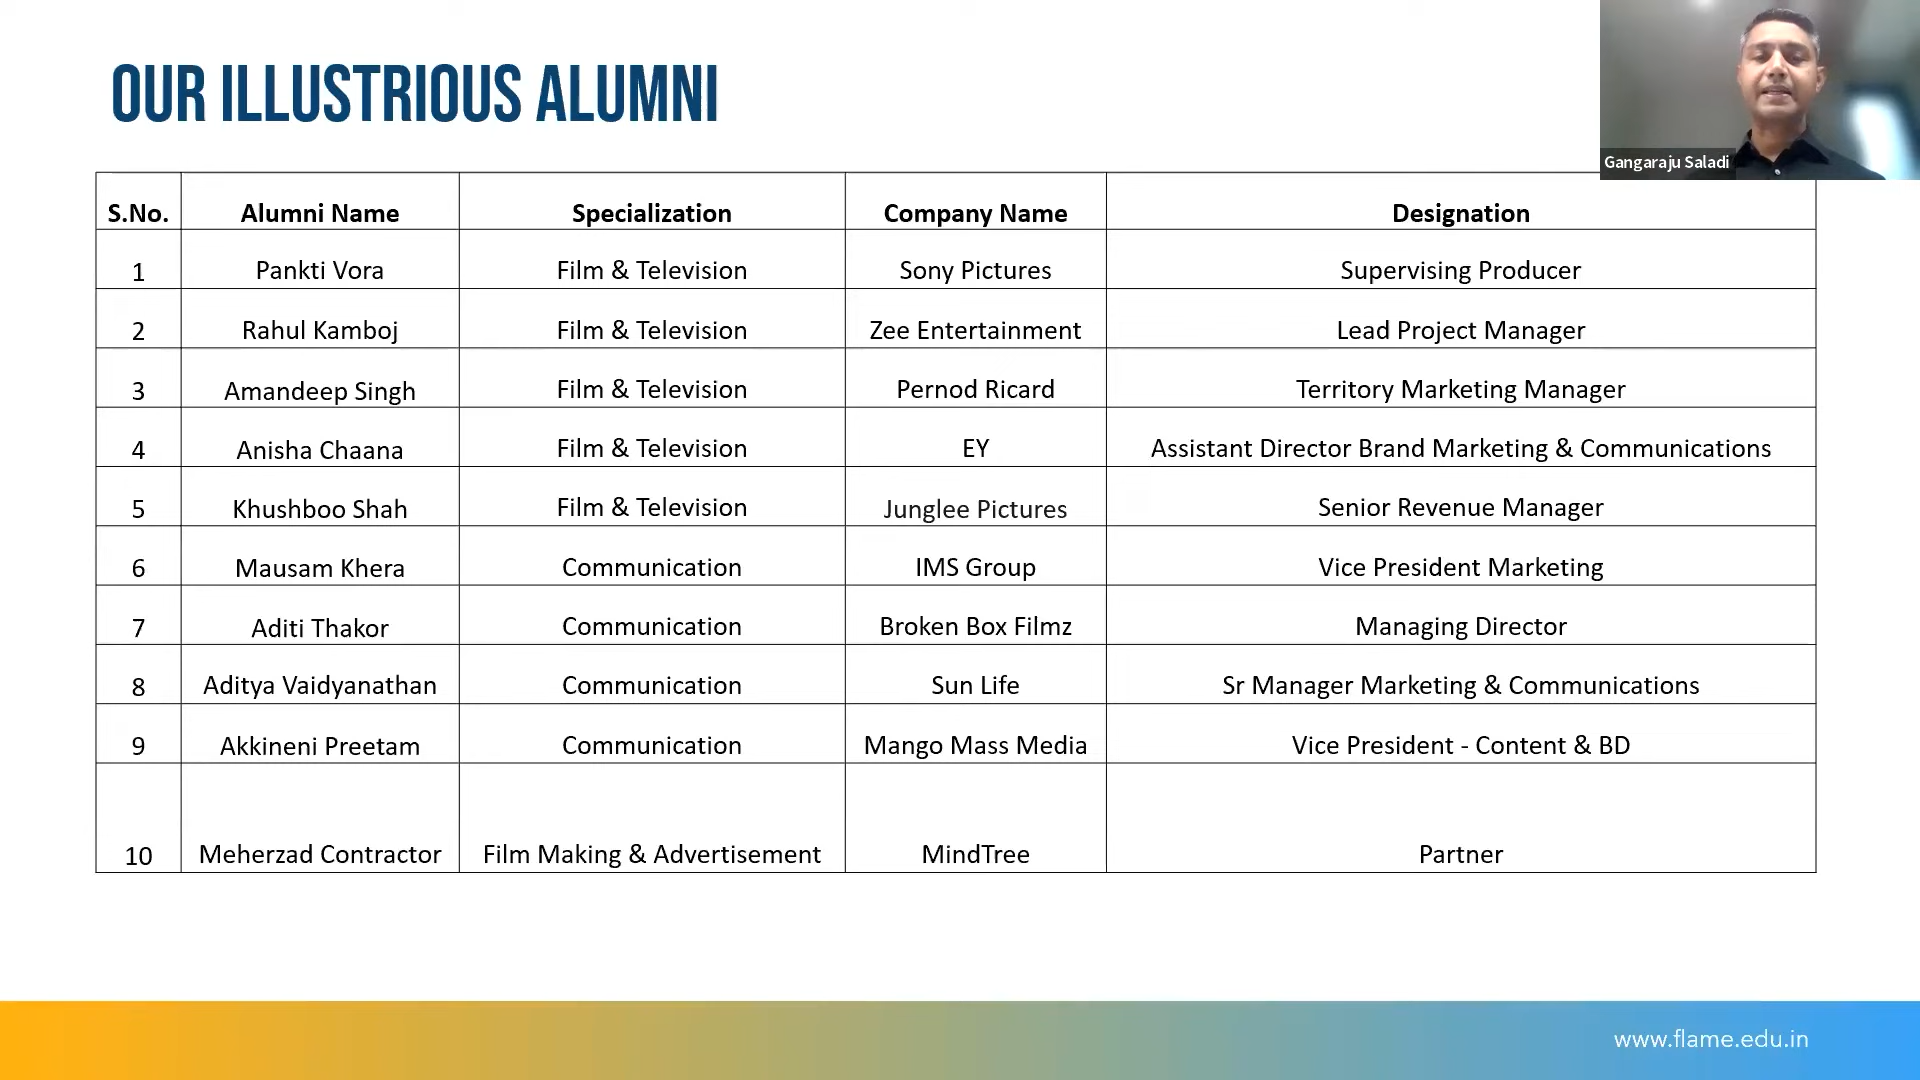 OUR ILLUSTRIOUS ALUMNI
Gangaraju Saladi
S.No. Alumni Name Specialization Company Name Designation
1 Pankti Vora Film & Television Sony Pictures Supervising Producer
2 Rahul Kamboj Film & Television Zee Entertainment Lead Project Manager
3 Amandeep Singh Film & Television Pernod Ricard Territory Marketing Manager
4 Anisha Chaana Film & Television EY Assistant Director Brand Marketing & Communications
5 Khushboo Shah Film & Television Junglee Pictures Senior Revenue Manager
6 Mausam Khera Communication IMS Group Vice President Marketing
7 Aditi Thakor Communication Broken Box Filmz Managing Director
8 Aditya Vaidyanathan Communication Sun Life Sr Manager Marketing & Communications
9 Akkineni Preetam Communication Mango Mass Media Vice President - Content & BD
10 Meherzad Contractor Film Making & Advertisement MindTree Partner
www.flame.edu.in